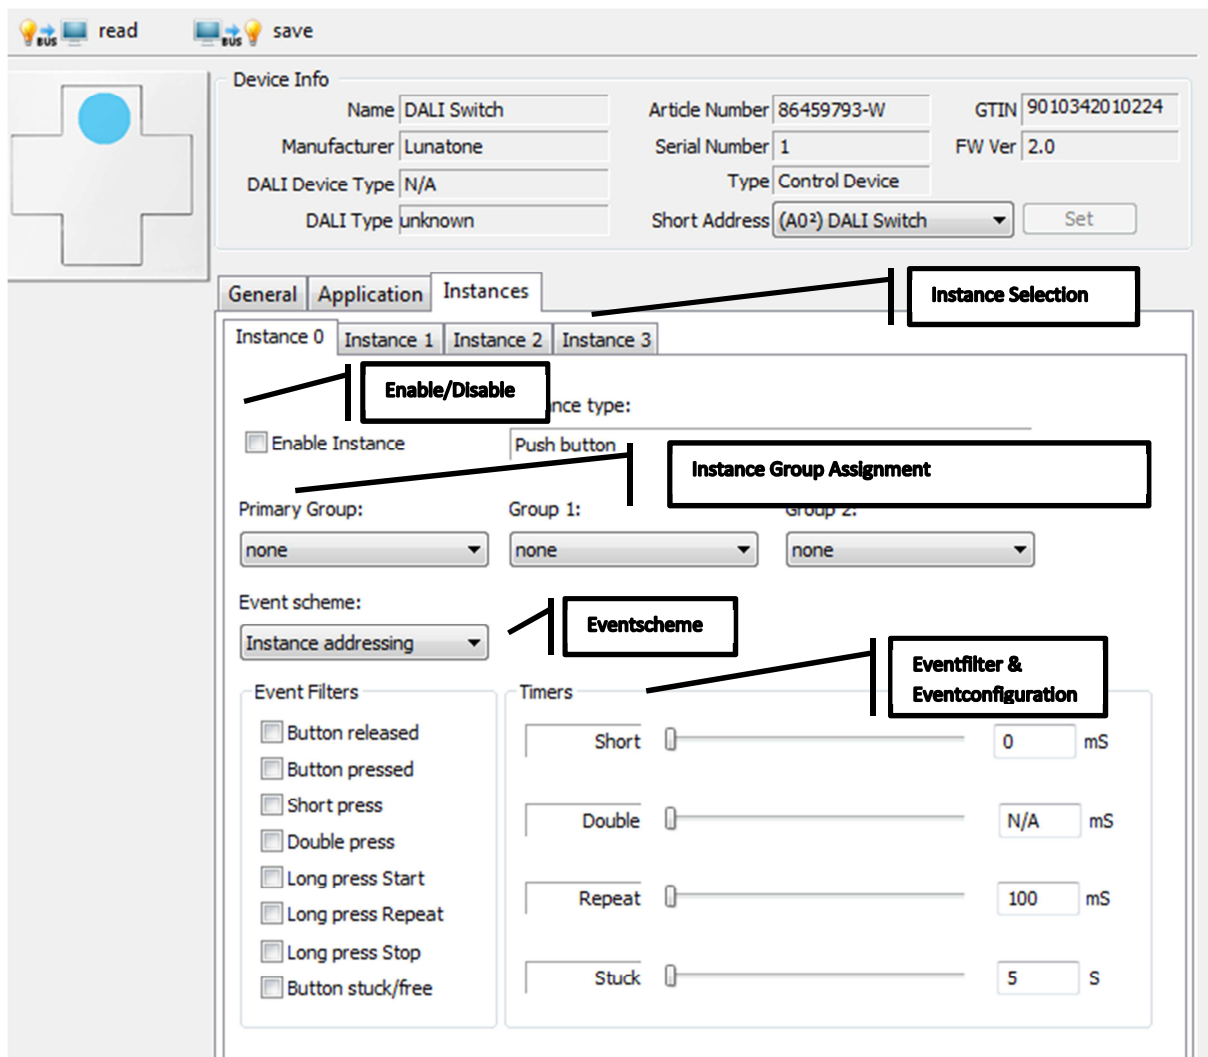 BUS read BUS save
Device Info
Name DALI Switch Article Number 86459793-W GTIN 9010342010224
Manufacturer Lunatone Serial Number 1 FW Ver 2.0
DALI Device Type N/A Type Control Device
DALI Type unknown Short Address (A0²) DALI Switch Set
General Application Instances
Instance Selection
Instance 0 Instance 1 Instance 2 Instance 3
Enable/Disable
nce type:
Enable Instance Push button
Instance Group Assignment
Primary Group: Group 1: Group 2:
none none none
Event scheme:
Eventscheme
Instance addressing
Eventfilter &
Eventconfiguration
Event Filters Timers
Button released
Short 0 mS
Button pressed
Short press
Double N/A mS
Double press
Long press Start
Repeat 100 mS
Long press Repeat
Long press Stop
Stuck 5 S
Button stuck/free